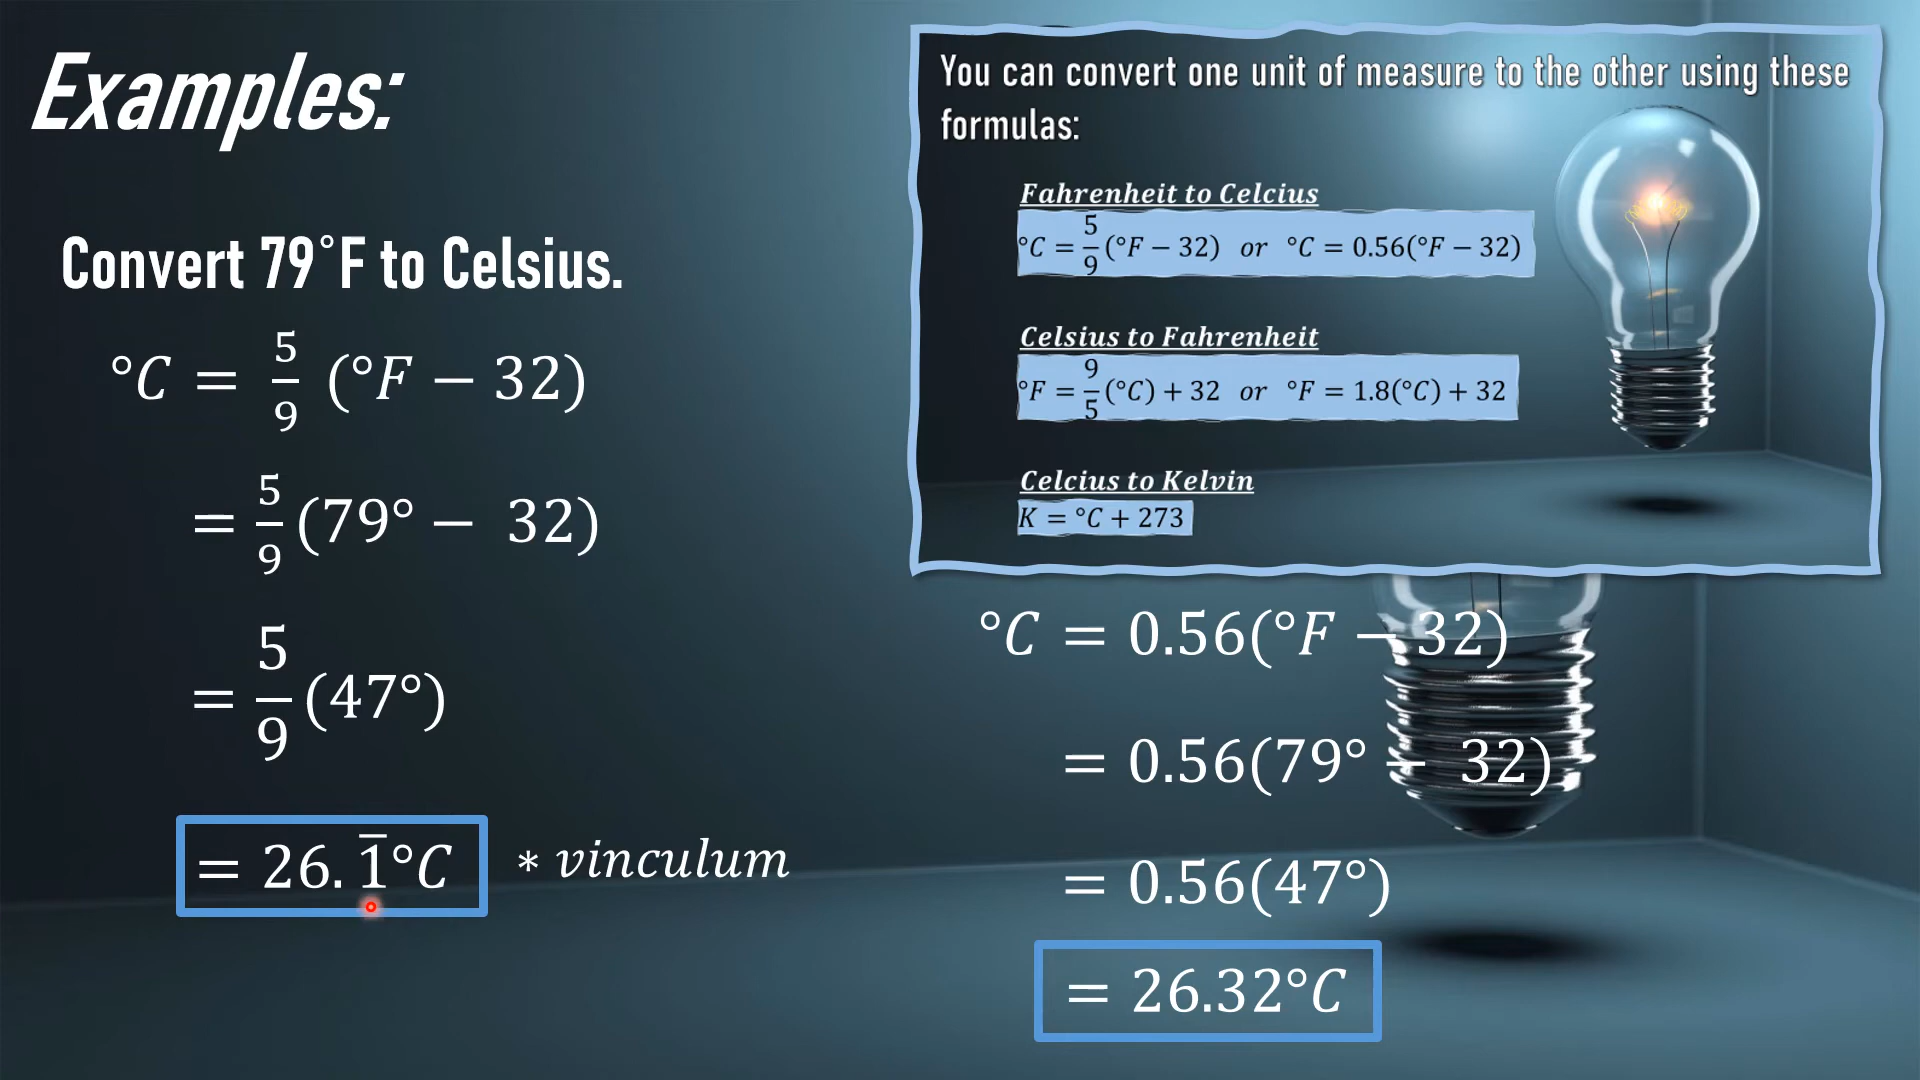 Examples:
Convert 79°F to Celsius.
°C = 5/9 (°F − 32)
= 5/9 (79° − 32)
= 5/9 (47°)
= 26.1̅°C * vinculum
You can convert one unit of measure to the other using these
formulas:
Fahrenheit to Celcius
°C = 5/9 (°F − 32) or °C = 0.56(°F − 32)
Celsius to Fahrenheit
°F = 9/5 (°C) + 32 or °F = 1.8(°C) + 32
Celcius to Kelvin
K = °C + 273
°C = 0.56(°F − 32)
= 0.56(79° − 32)
= 0.56(47°)
= 26.32°C